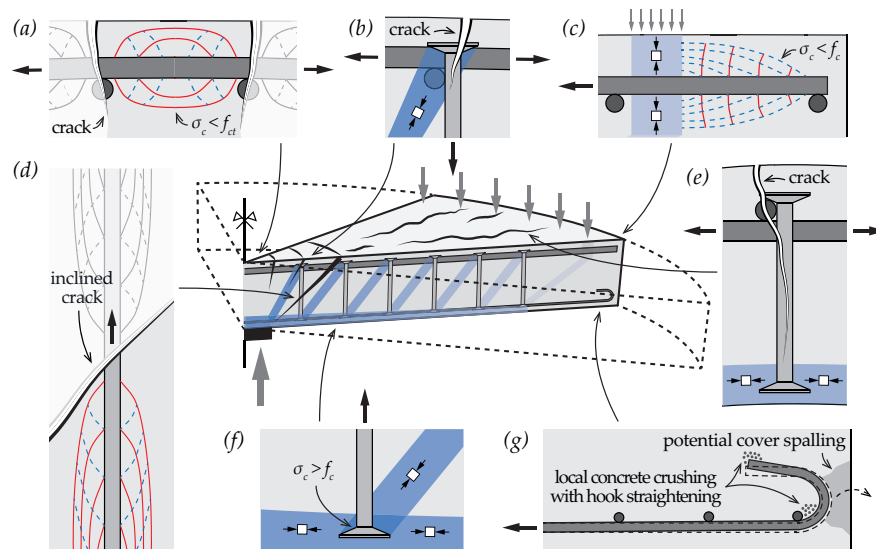 (a)
crack
σc < fct
(b)
crack
(c)
σc < fc
(d)
inclined
crack
(e)
crack
(f)
σc > fc
(g)
potential cover spalling
local concrete crushing
with hook straightening